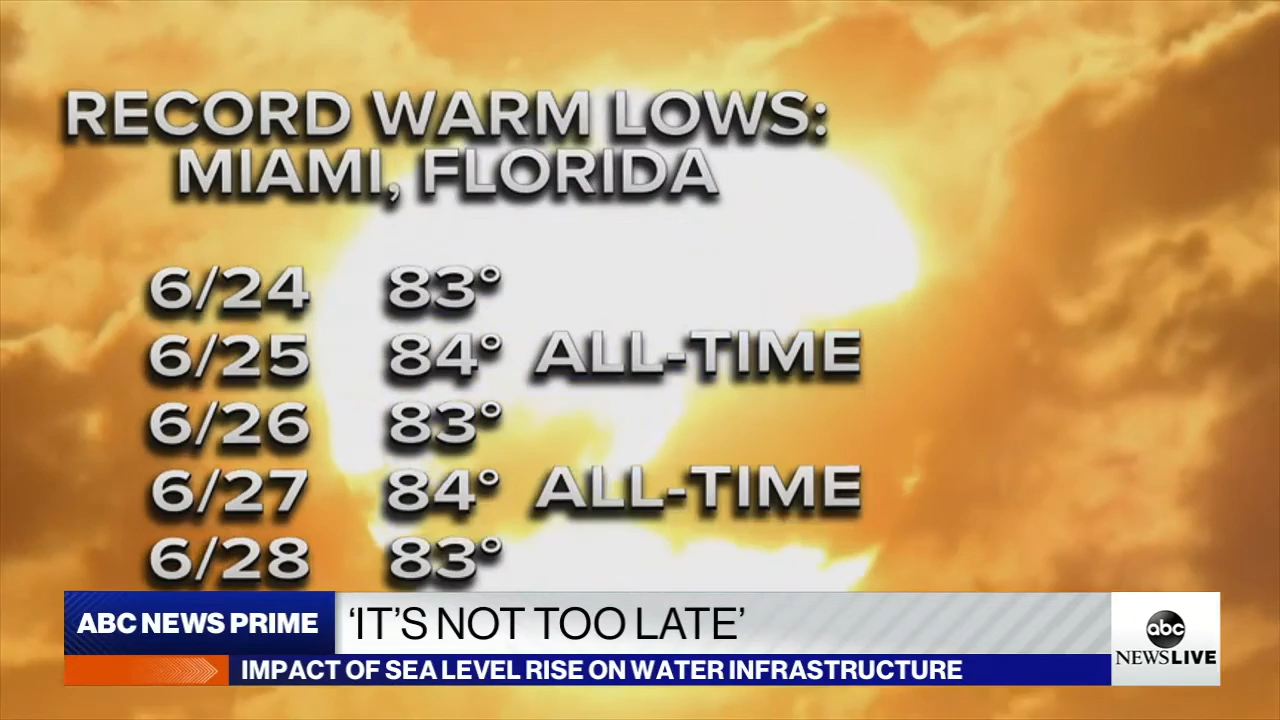 RECORD WARM LOWS:
MIAMI, FLORIDA
6/24 83°
6/25 84° ALL-TIME
6/26 83°
6/27 84° ALL-TIME
6/28 83°
ABC NEWS PRIME
‘IT’S NOT TOO LATE’
IMPACT OF SEA LEVEL RISE ON WATER INFRASTRUCTURE
abc
NEWSLIVE